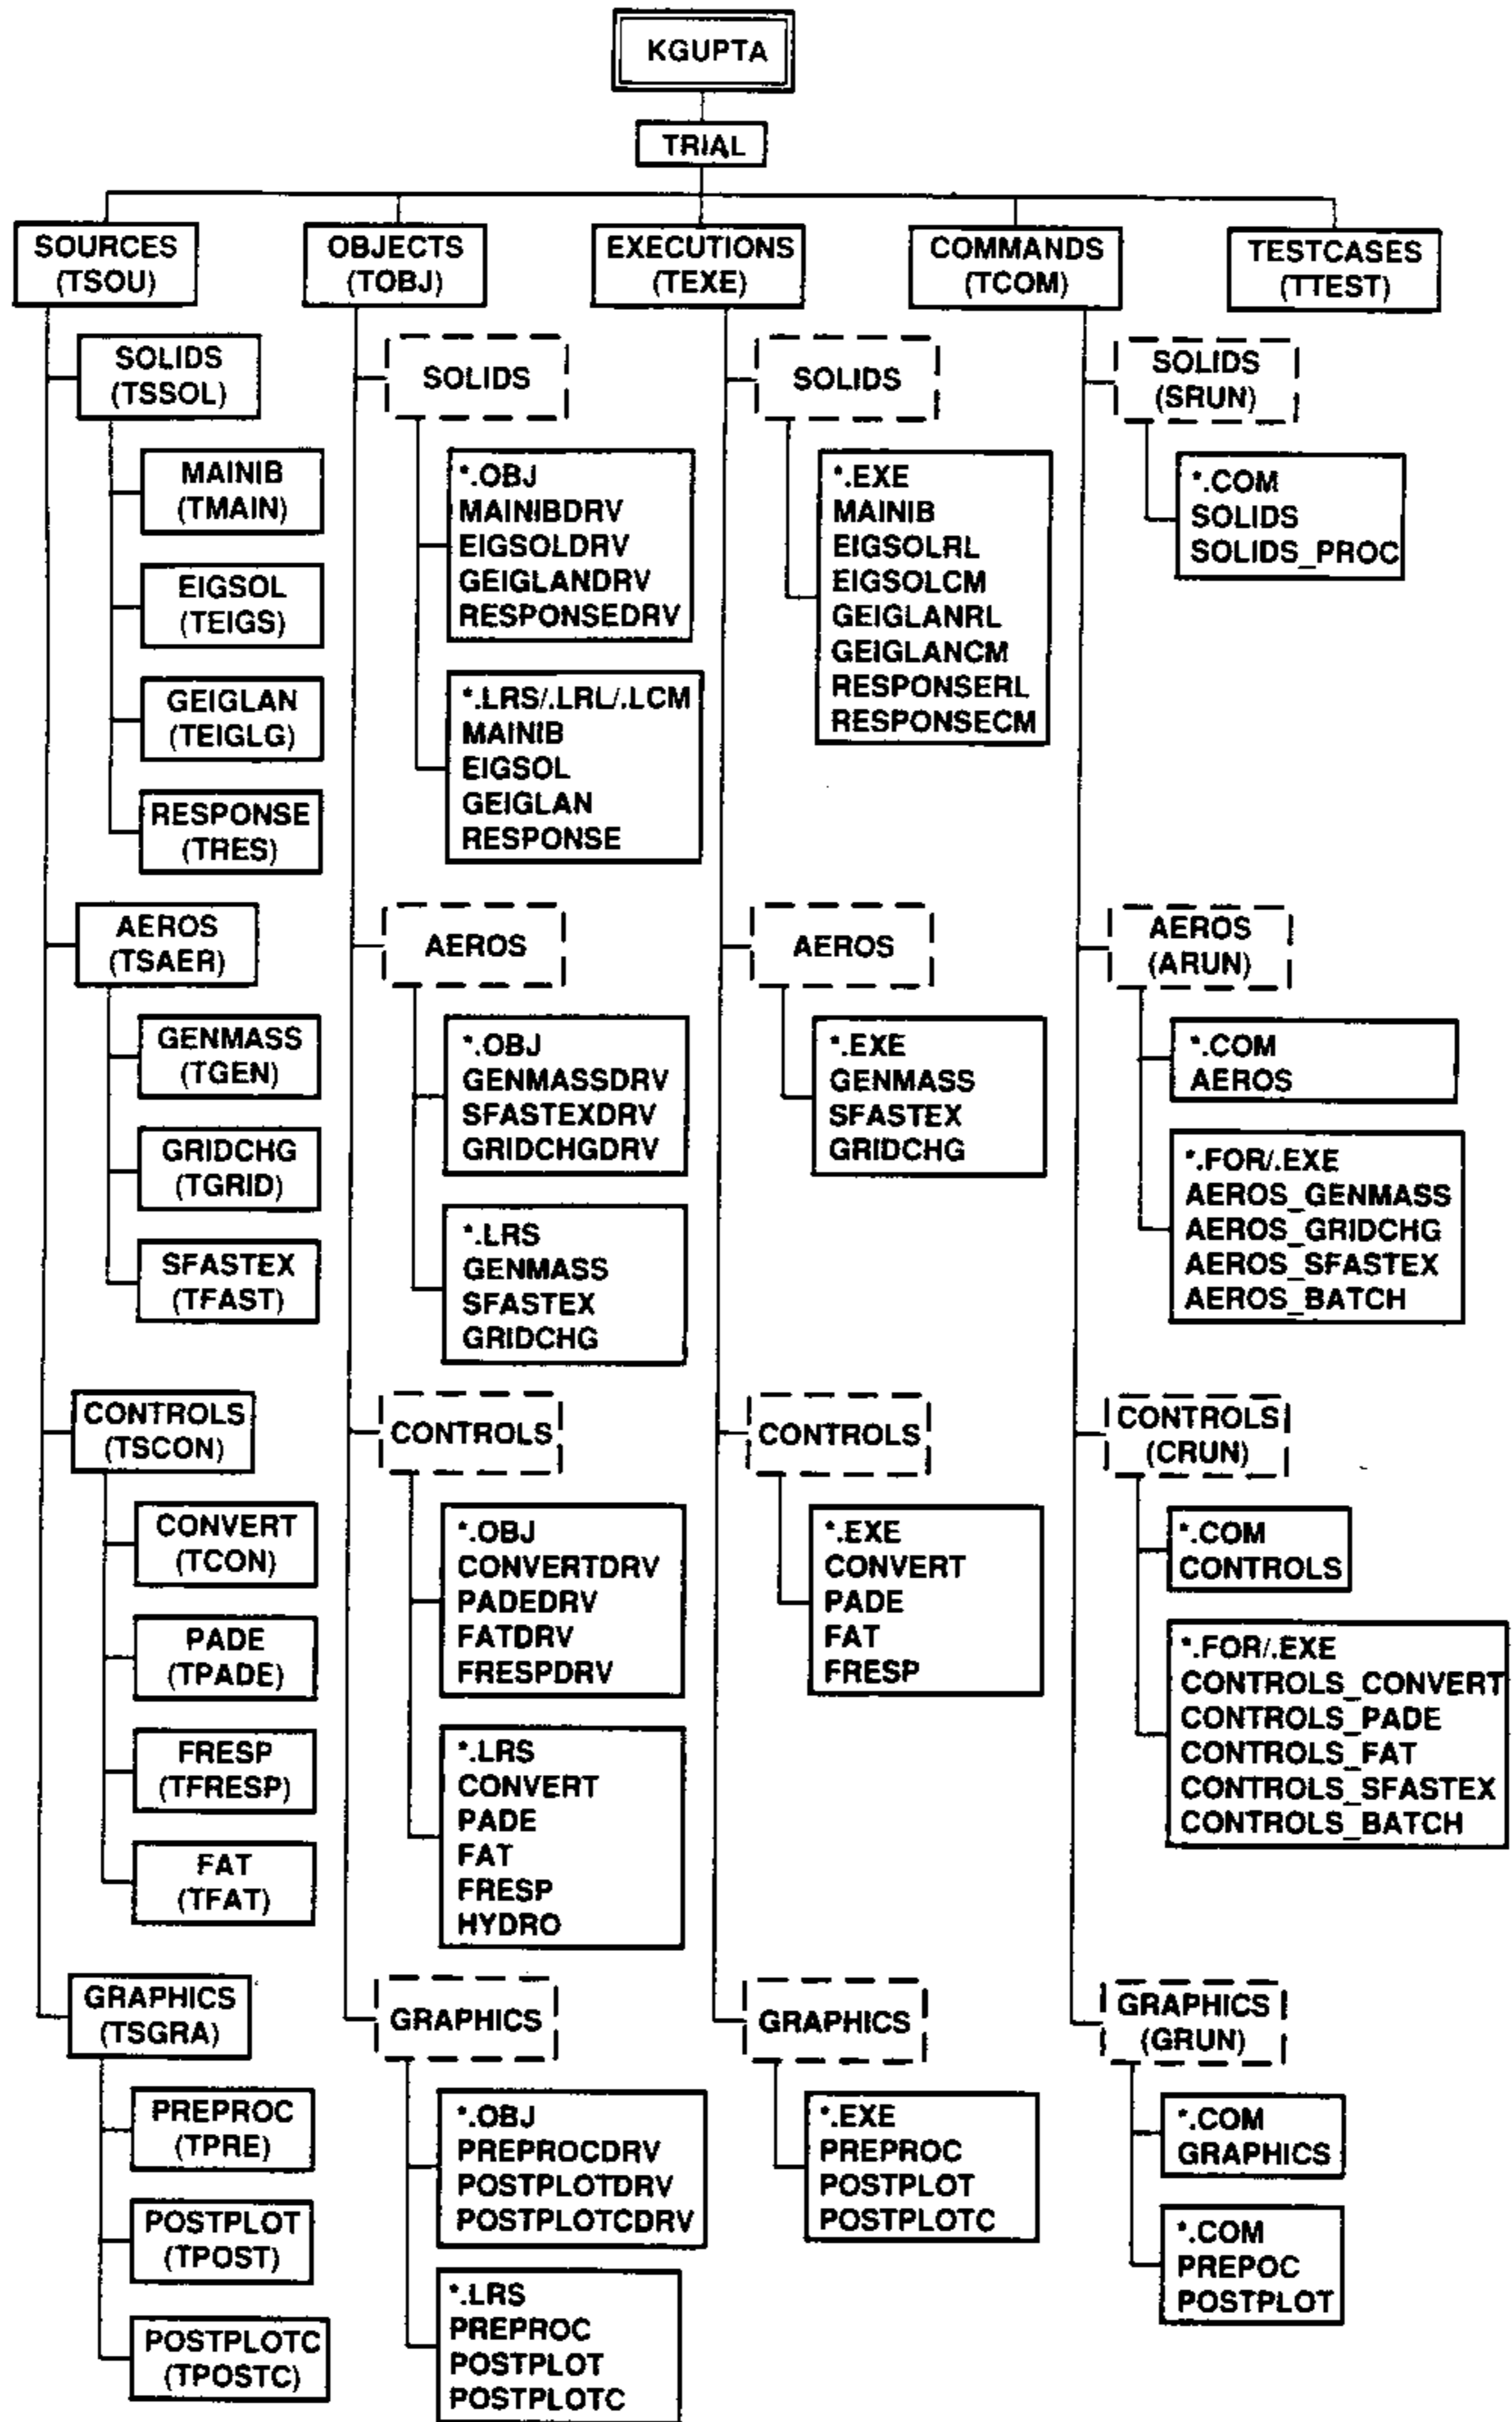 KGUPTA
TRIAL
SOURCES
(TSOU)
OBJECTS
(TOBJ)
EXECUTIONS
(TEXE)
COMMANDS
(TCOM)
TESTCASES
(TTEST)
SOLIDS
(TSSOL)
MAINIB
(TMAIN)
EIGSOL
(TEIGS)
GEIGLAN
(TEIGLG)
RESPONSE
(TRES)
AEROS
(TSAER)
GENMASS
(TGEN)
GRIDCHG
(TGRID)
SFASTEX
(TFAST)
CONTROLS
(TSCON)
CONVERT
(TCON)
PADE
(TPADE)
FRESP
(TFRESP)
FAT
(TFAT)
GRAPHICS
(TSGRA)
PREPROC
(TPRE)
POSTPLOT
(TPOST)
POSTPLOTC
(TPOSTC)
SOLIDS
*.OBJ
MAINIBDRV
EIGSOLDRV
GEIGLANDRV
RESPONSEDRV
*.LRS/.LRL/.LCM
MAINIB
EIGSOL
GEIGLAN
RESPONSE
AEROS
*.OBJ
GENMASSDRV
SFASTEXDRV
GRIDCHGDRV
*.LRS
GENMASS
SFASTEX
GRIDCHG
CONTROLS
*.OBJ
CONVERTDRV
PADEDRV
FATDRV
FRESPDRV
*.LRS
CONVERT
PADE
FAT
FRESP
HYDRO
GRAPHICS
*.OBJ
PREPROCDRV
POSTPLOTDRV
POSTPLOTCDRV
*.LRS
PREPROC
POSTPLOT
POSTPLOTC
SOLIDS
*.EXE
MAINIB
EIGSOLRL
EIGSOLCM
GEIGLANRL
GEIGLANCM
RESPONSERL
RESPONSECM
AEROS
*.EXE
GENMASS
SFASTEX
GRIDCHG
CONTROLS
*.EXE
CONVERT
PADE
FAT
FRESP
GRAPHICS
*.EXE
PREPROC
POSTPLOT
POSTPLOTC
SOLIDS
(SRUN)
*.COM
SOLIDS
SOLIDS_PROC
AEROS
(ARUN)
*.COM
AEROS
*.FOR/.EXE
AEROS_GENMASS
AEROS_GRIDCHG
AEROS_SFASTEX
AEROS_BATCH
CONTROLS
(CRUN)
*.COM
CONTROLS
*.FOR/.EXE
CONTROLS_CONVERT
CONTROLS_PADE
CONTROLS_FAT
CONTROLS_SFASTEX
CONTROLS_BATCH
GRAPHICS
(GRUN)
*.COM
GRAPHICS
*.COM
PREPOC
POSTPLOT